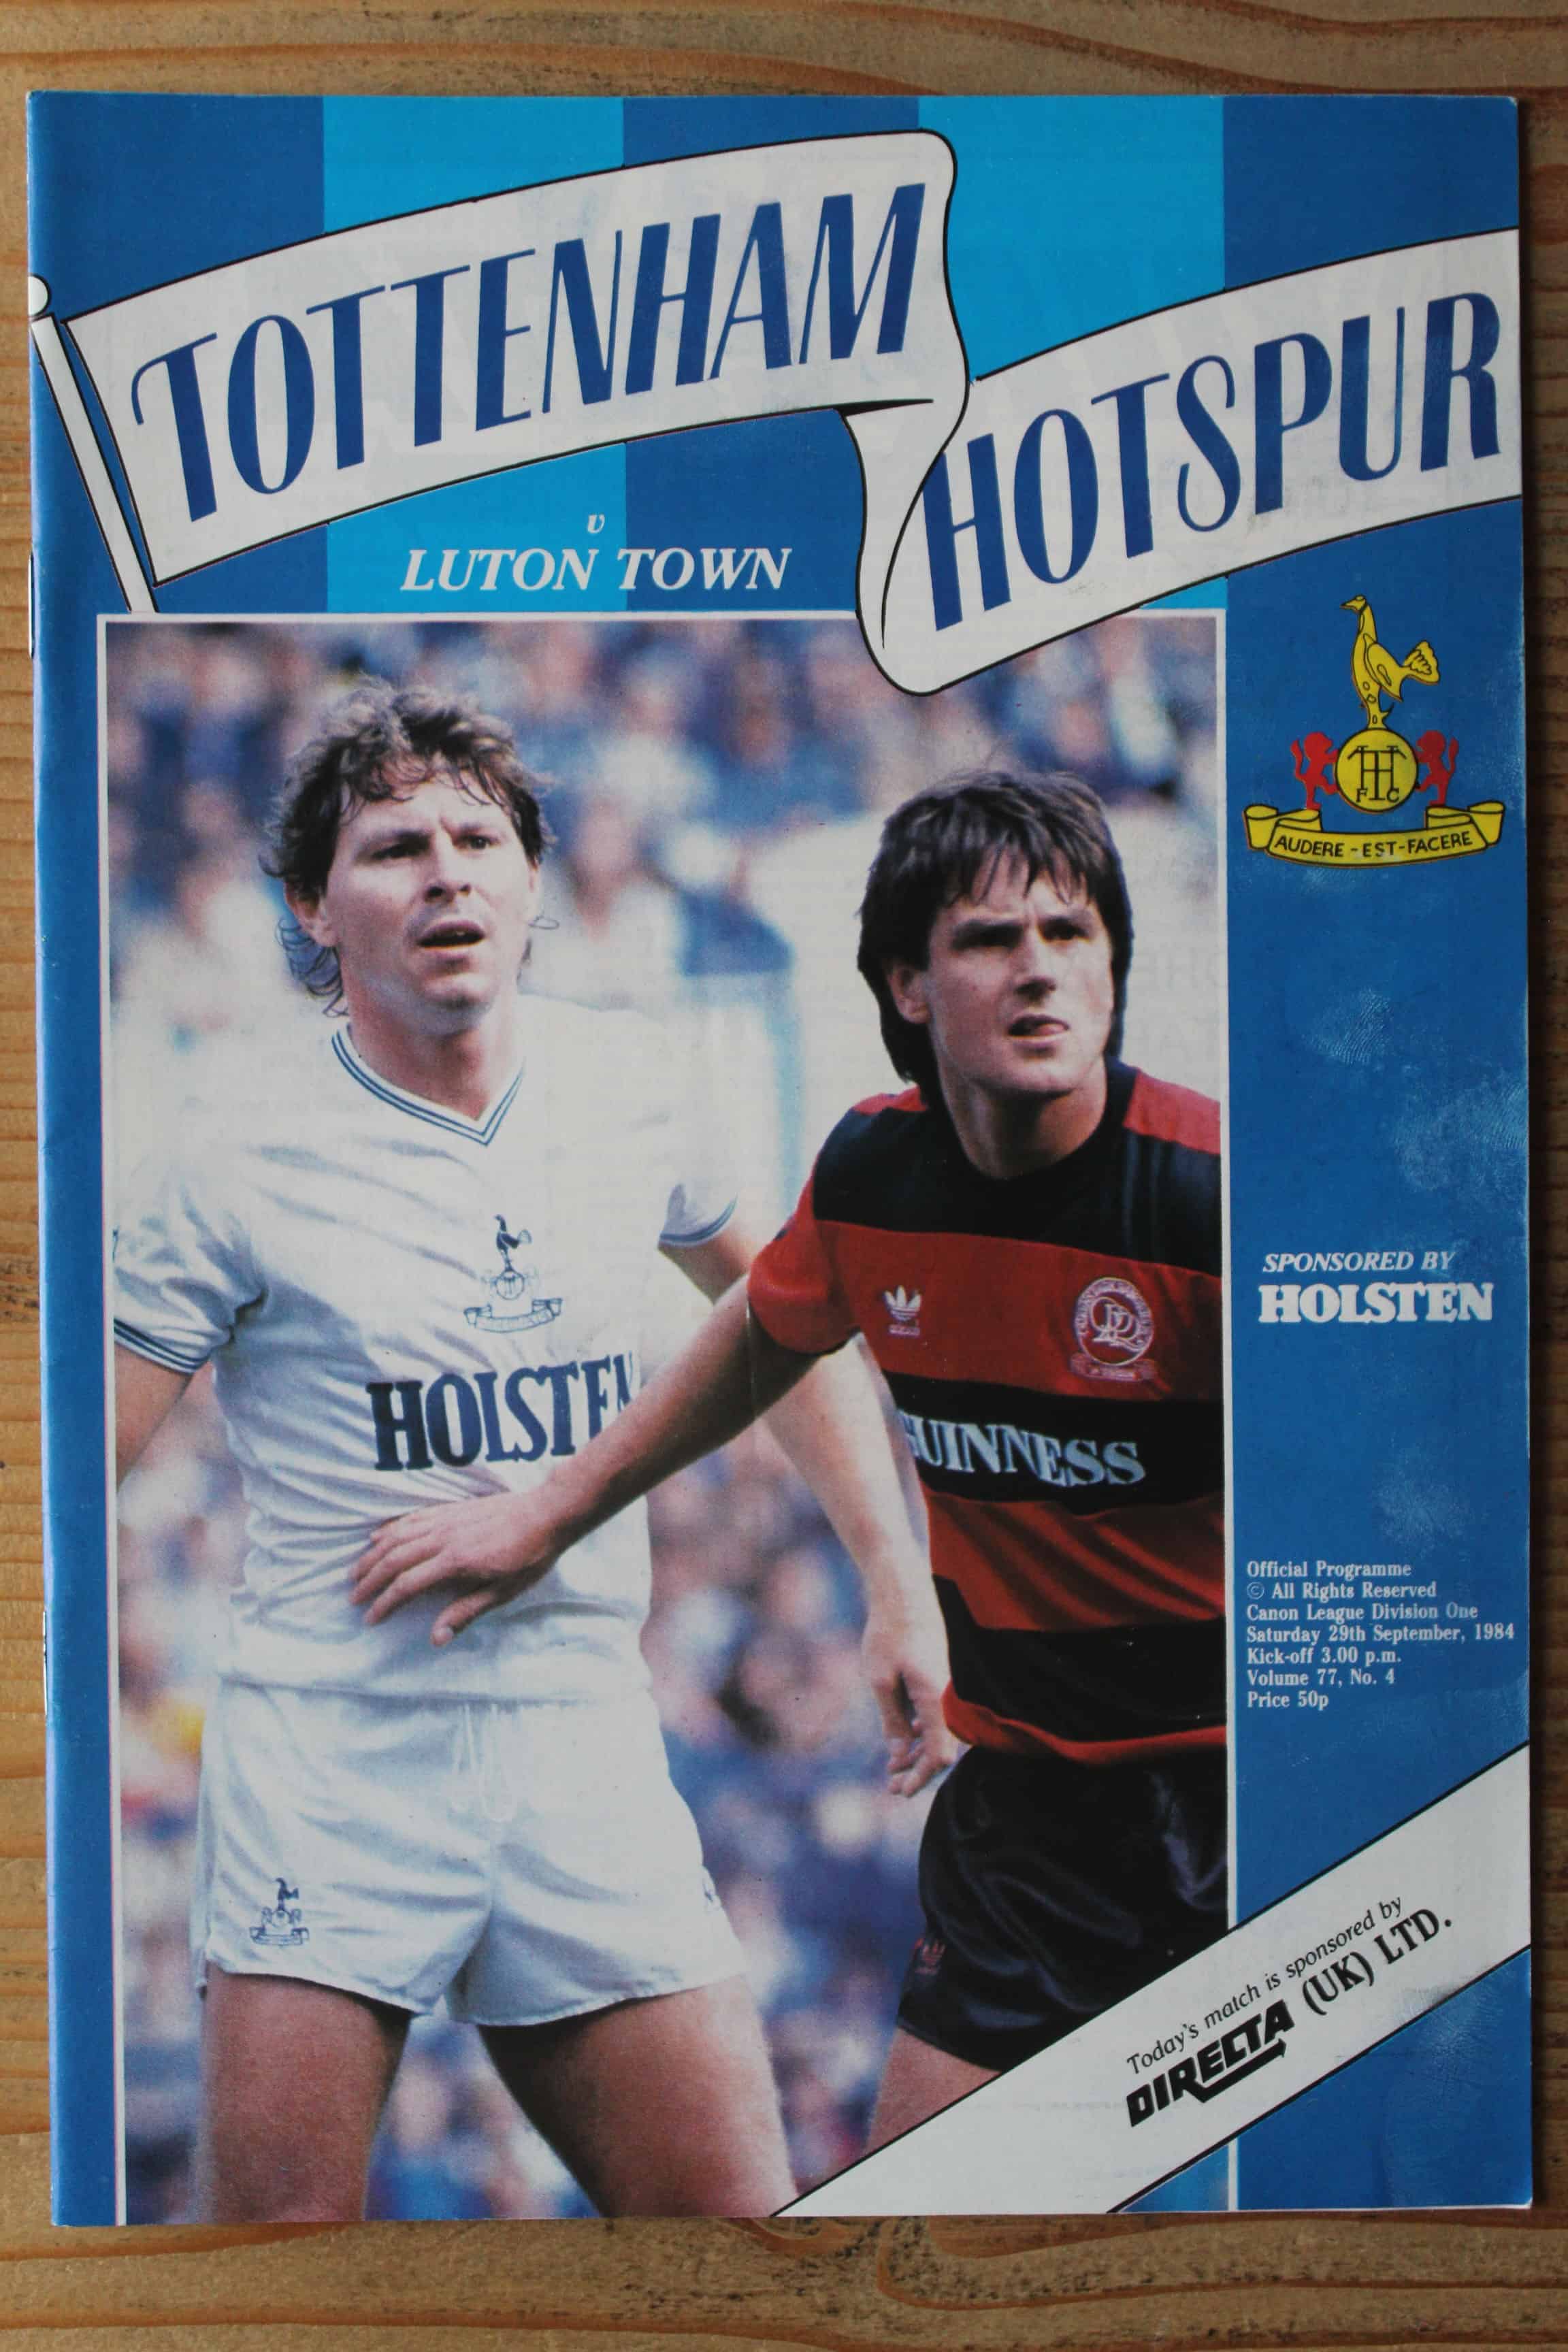 TOTTENHAM
HOTSPUR
v
LUTON TOWN
THFC
AUDERE - EST - FACERE
SPONSORED BY
HOLSTEN
HOLSTEN
GUINNESS
QPR
Official Programme
© All Rights Reserved
Canon League Division One
Saturday 29th September, 1984
Kick-off 3.00 p.m.
Volume 77, No. 4
Price 50p
Today's match is sponsored by
DIRECTA (UK) LTD.